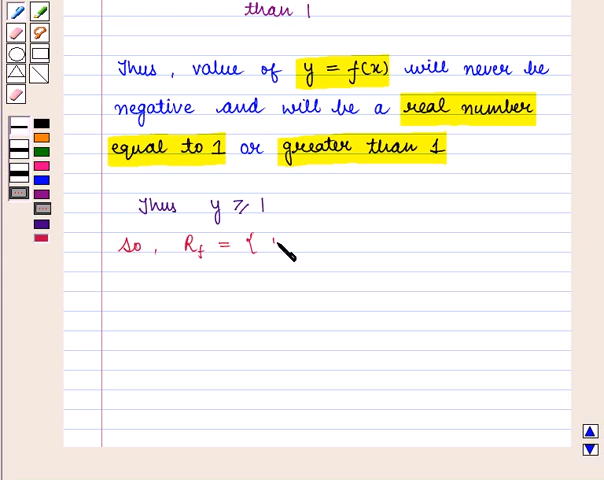 than 1
Thus, value of y = f(x) will never be
negative and will be a real number
equal to 1 or greater than 1
Thus y ⩾ 1
so, R_f = {